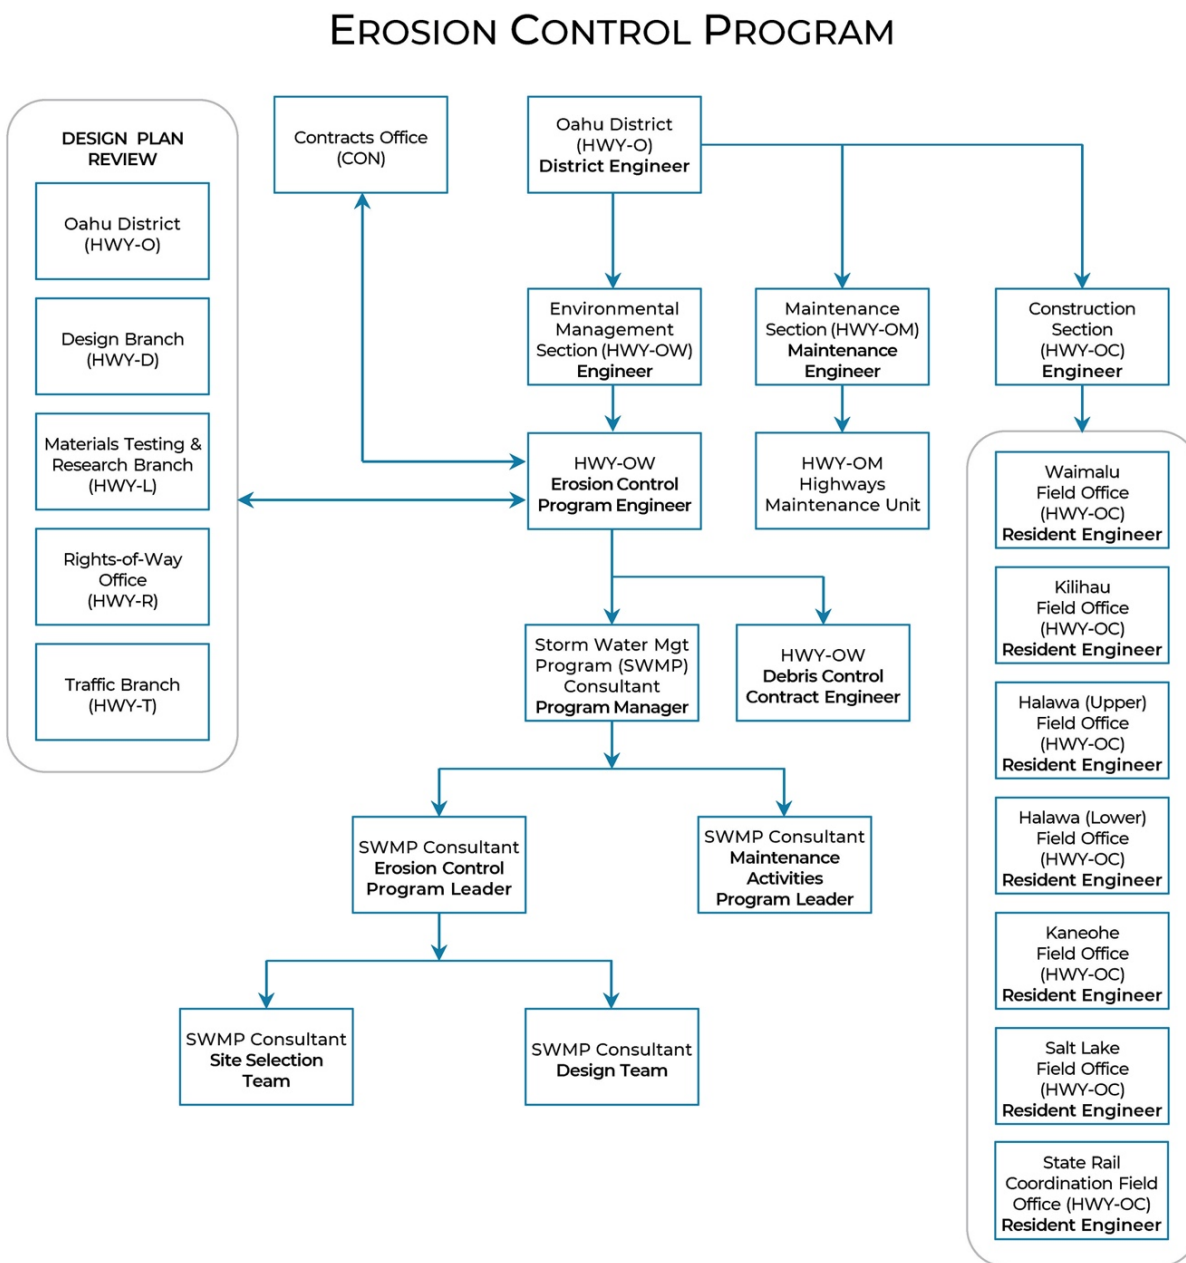 EROSION CONTROL PROGRAM
DESIGN PLAN
REVIEW
Oahu District
(HWY-O)
Design Branch
(HWY-D)
Materials Testing &
Research Branch
(HWY-L)
Rights-of-Way
Office
(HWY-R)
Traffic Branch
(HWY-T)
Contracts Office
(CON)
Oahu District
(HWY-O)
District Engineer
Environmental
Management
Section (HWY-OW)
Engineer
Maintenance
Section (HWY-OM)
Maintenance
Engineer
Construction
Section
(HWY-OC)
Engineer
HWY-OW
Erosion Control
Program Engineer
HWY-OM
Highways
Maintenance Unit
Storm Water Mgt
Program (SWMP)
Consultant
Program Manager
HWY-OW
Debris Control
Contract Engineer
SWMP Consultant
Erosion Control
Program Leader
SWMP Consultant
Maintenance
Activities
Program Leader
SWMP Consultant
Site Selection
Team
SWMP Consultant
Design Team
Waimalu
Field Office
(HWY-OC)
Resident Engineer
Kilihau
Field Office
(HWY-OC)
Resident Engineer
Halawa (Upper)
Field Office
(HWY-OC)
Resident Engineer
Halawa (Lower)
Field Office
(HWY-OC)
Resident Engineer
Kaneohe
Field Office
(HWY-OC)
Resident Engineer
Salt Lake
Field Office
(HWY-OC)
Resident Engineer
State Rail
Coordination Field
Office (HWY-OC)
Resident Engineer